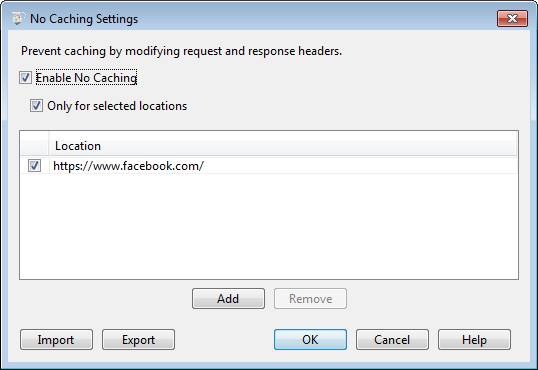 No Caching Settings
Prevent caching by modifying request and response headers.
Enable No Caching
Only for selected locations
Location
https://www.facebook.com/
Add Remove
Import Export OK Cancel Help